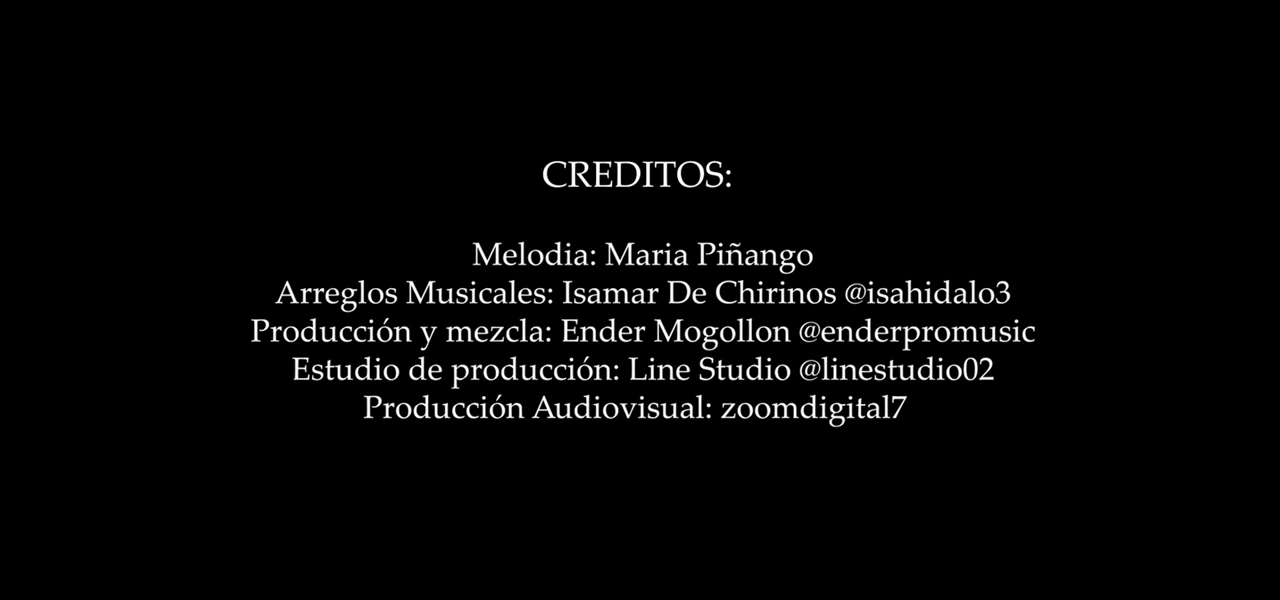 CREDITOS:
Melodia: Maria Piñango
Arreglos Musicales: Isamar De Chirinos @isahidalo3
Producción y mezcla: Ender Mogollon @enderpromusic
Estudio de producción: Line Studio @linestudio02
Producción Audiovisual: zoomdigital7